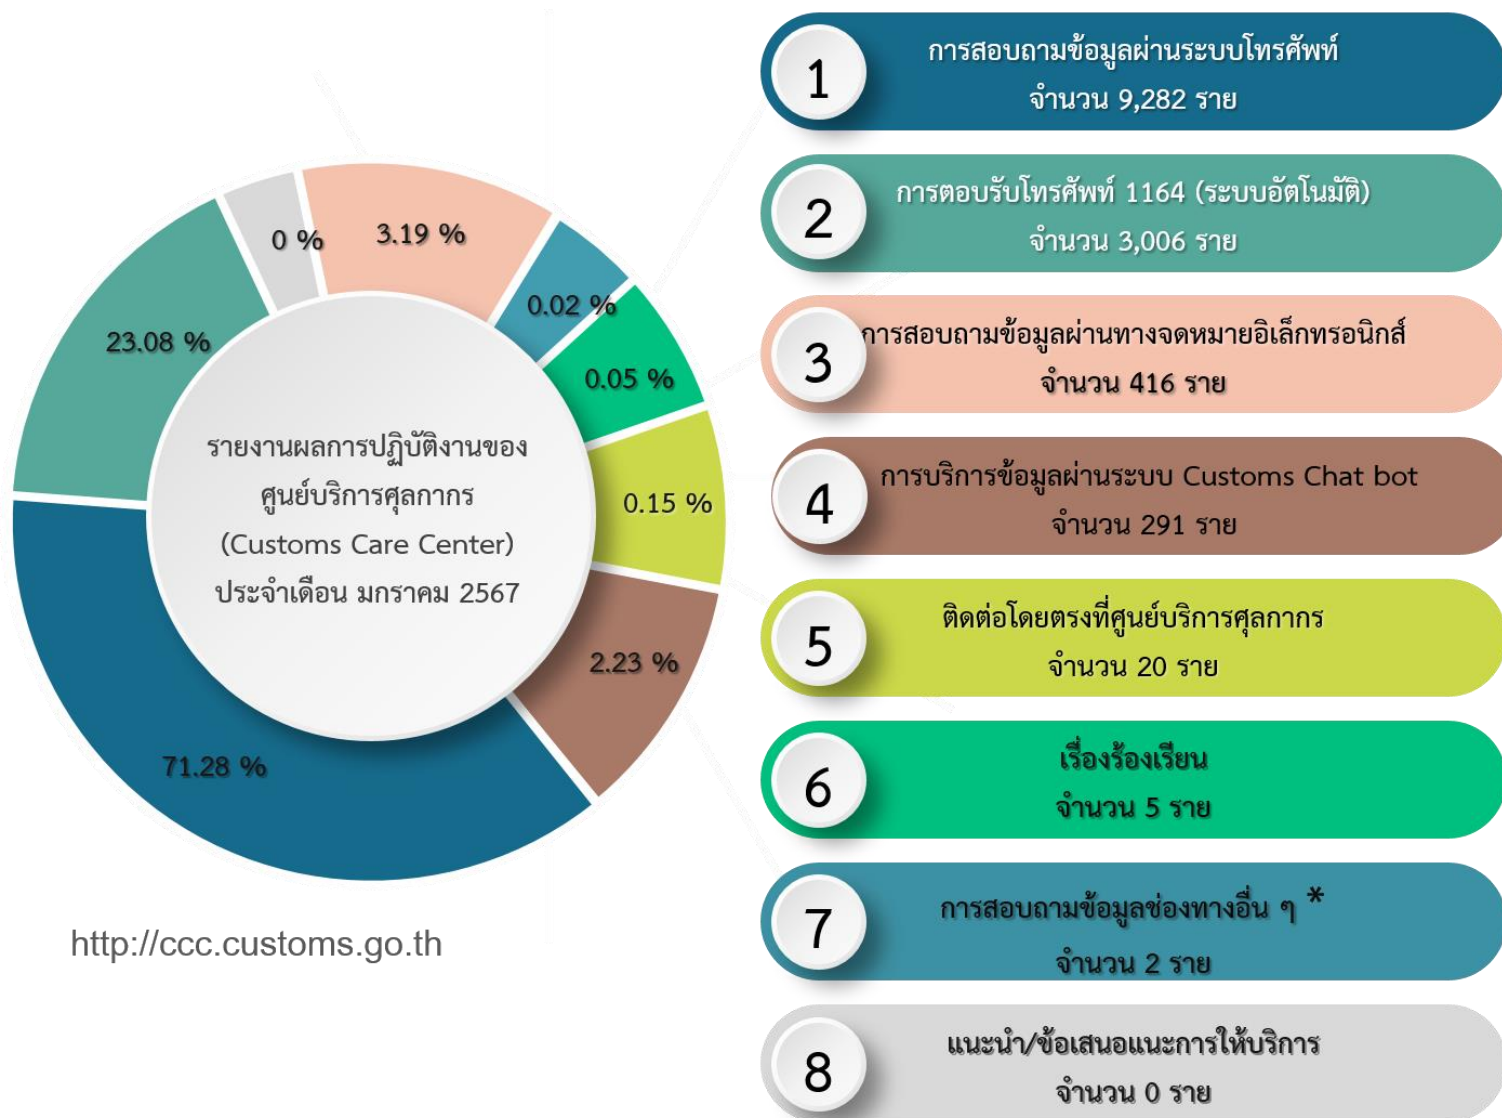 0 %
3.19 %
0.02 %
23.08 %
0.05 %
0.15 %
2.23 %
71.28 %
รายงานผลการปฏิบัติงานของ
ศูนย์บริการศุลกากร
(Customs Care Center)
ประจำเดือน มกราคม 2567
http://ccc.customs.go.th
1
การสอบถามข้อมูลผ่านระบบโทรศัพท์
จำนวน 9,282 ราย
2
การตอบรับโทรศัพท์ 1164 (ระบบอัตโนมัติ)
จำนวน 3,006 ราย
3
การสอบถามข้อมูลผ่านทางจดหมายอิเล็กทรอนิกส์
จำนวน 416 ราย
4
การบริการข้อมูลผ่านระบบ Customs Chat bot
จำนวน 291 ราย
5
ติดต่อโดยตรงที่ศูนย์บริการศุลกากร
จำนวน 20 ราย
6
เรื่องร้องเรียน
จำนวน 5 ราย
7
การสอบถามข้อมูลช่องทางอื่น ๆ *
จำนวน 2 ราย
8
แนะนำ/ข้อเสนอแนะการให้บริการ
จำนวน 0 ราย